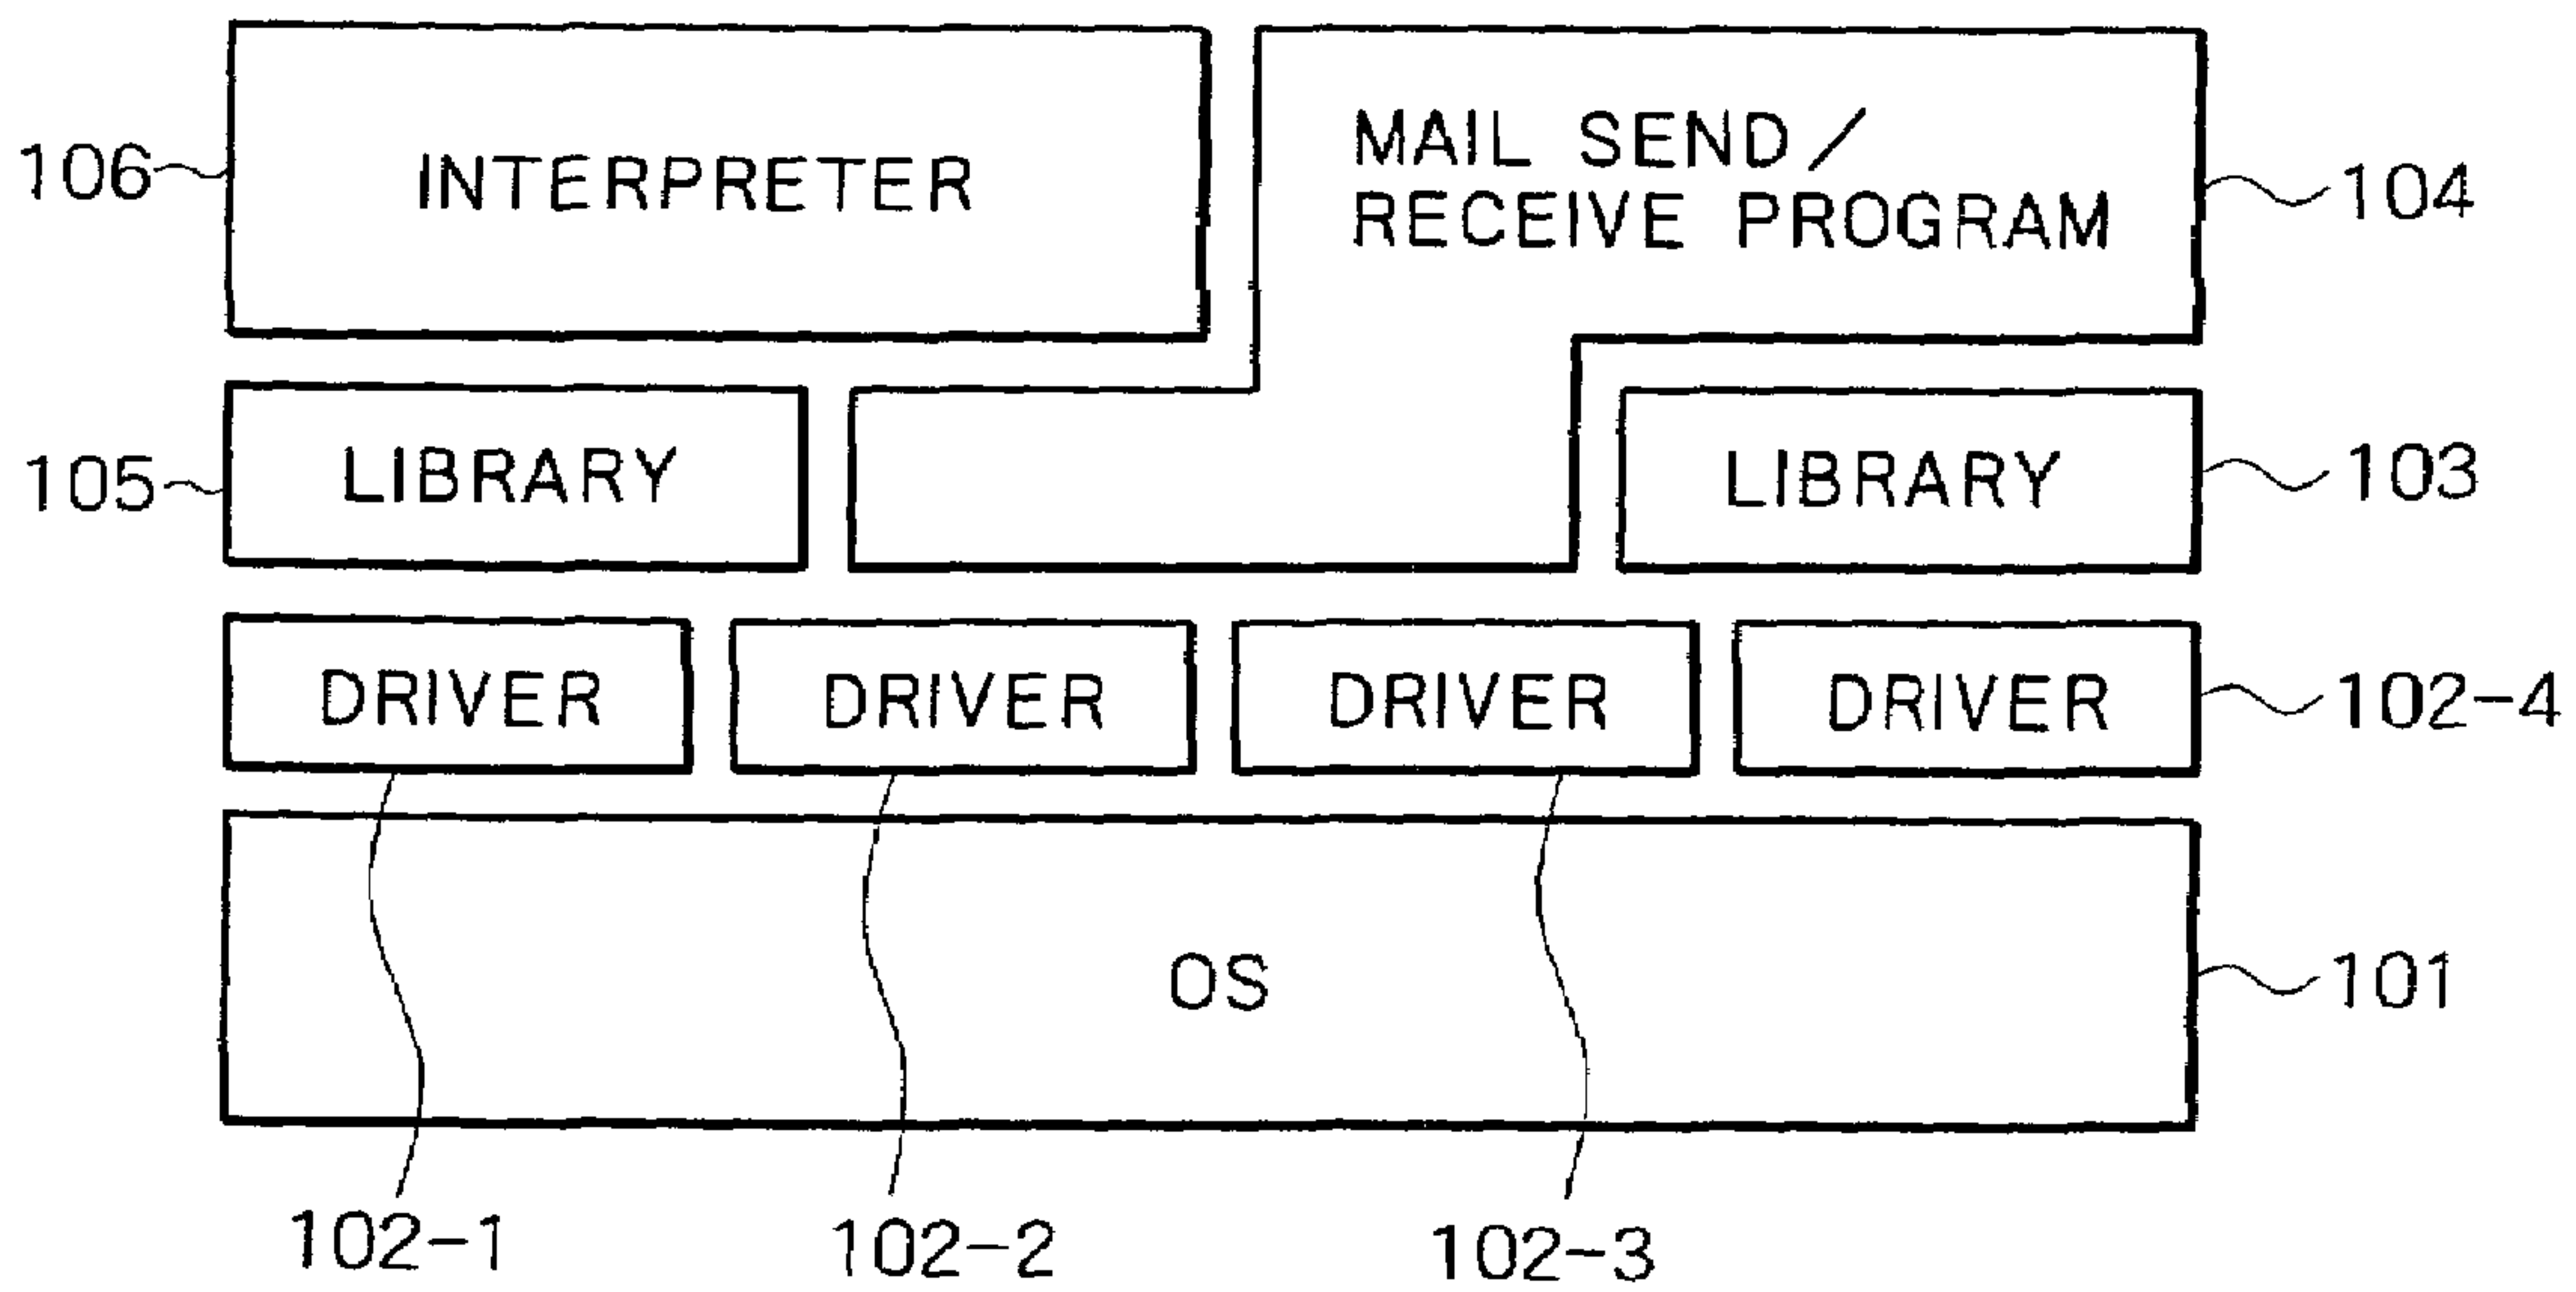 INTERPRETER
MAIL SEND/
RECEIVE PROGRAM
106
104
LIBRARY
LIBRARY
105
103
DRIVER
DRIVER
DRIVER
DRIVER
102-4
OS
101
102-1
102-2
102-3